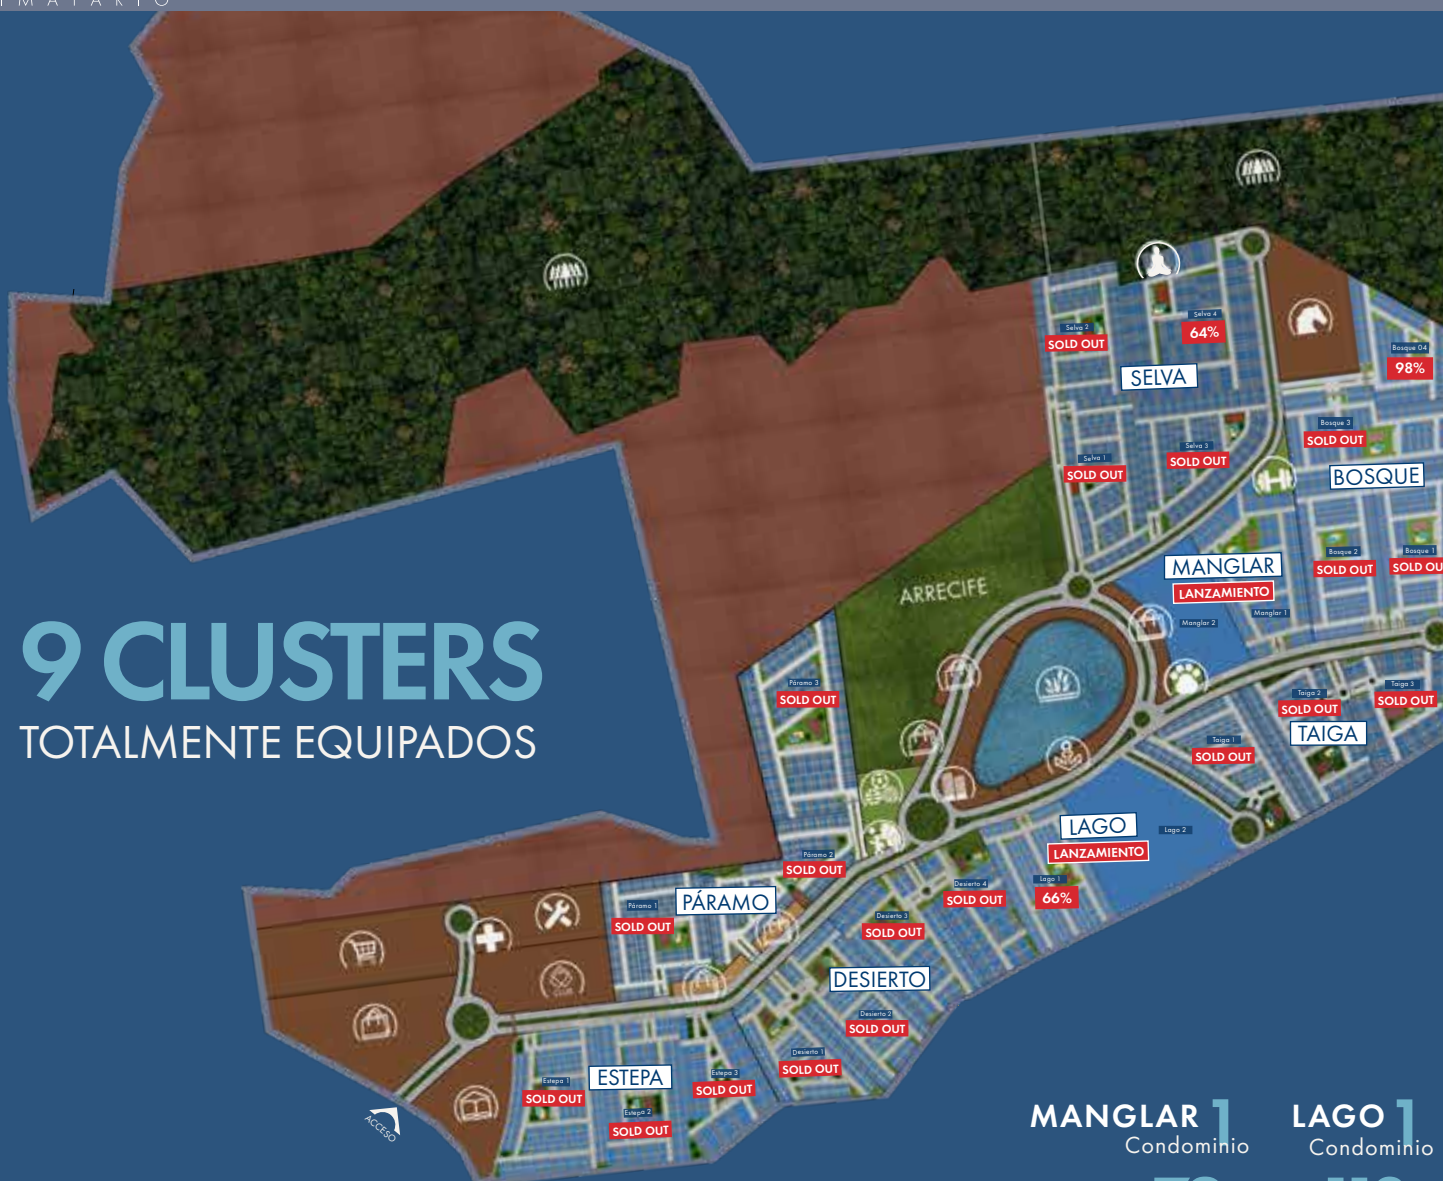 Selva 2
SOLD OUT
Selva 4
64%
SELVA
Bosque 04
98%
Bosque 3
SOLD OUT
BOSQUE
Selva 1
SOLD OUT
Selva 3
SOLD OUT
Bosque 2
SOLD OUT
Bosque 1
SOLD OU
MANGLAR
LANZAMIENTO
Manglar 1
Manglar 2
ARRECIFE
9 CLUSTERS
TOTALMENTE EQUIPADOS
Páramo 3
SOLD OUT
Taiga 2
SOLD OUT
Taiga 3
SOLD OUT
TAIGA
Taiga 1
SOLD OUT
LAGO
LANZAMIENTO
Lago 2
Páramo 2
SOLD OUT
Lago 1
66%
Desierto 4
SOLD OUT
PÁRAMO
Páramo 1
SOLD OUT
Desierto 3
SOLD OUT
DESIERTO
CLUB
Desierto 2
SOLD OUT
Desierto 1
SOLD OUT
ESTEPA
Estepa 1
SOLD OUT
Estepa 3
SOLD OUT
Estepa 2
SOLD OUT
ACCESO
MANGLAR 1
Condominio
LAGO 1
Condominio